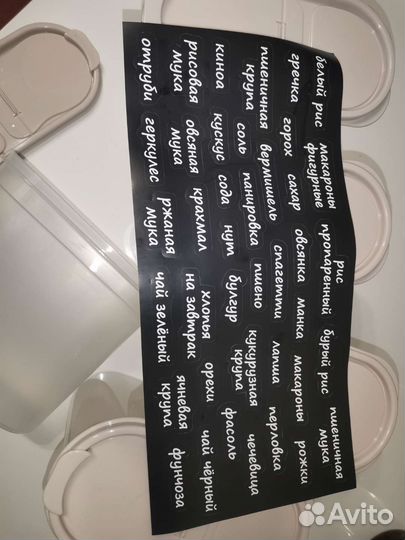 белый рис
макароны
фигурные
рис
пропаренный
бурый рис
пшеничная
мука
гречка
горох
сахар
овсянка
манка
макароны
рожки
пшеничная
крупа
вермишель
спагетти
лапша
перловка
соль
панировка
пшено
кукурузная
крупа
чечевица
киноа
кускус
сода
нут
булгур
фасоль
рисовая
мука
овсяная
мука
крахмал
хлопья
на завтрак
орехи
чай чёрный
отруби
геркулес
ржаная
мука
чай зелёный
ячневая
крупа
фунчоза
Avito